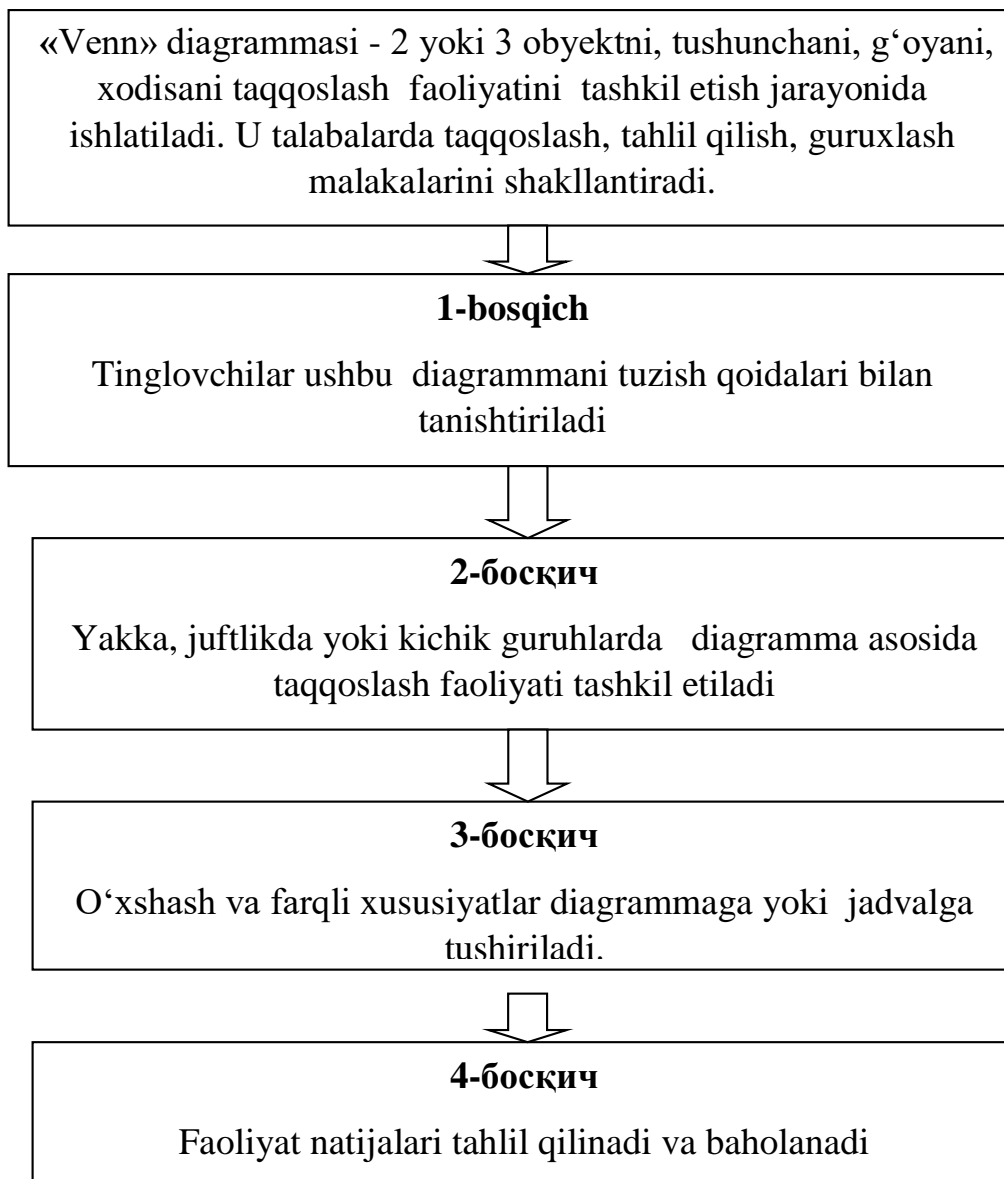 «Venn» diagrammasi - 2 yoki 3 obyektni, tushunchani, g‘oyani,
xodisani taqqoslash faoliyatini tashkil etish jarayonida
ishlatiladi. U talabalarda taqqoslash, tahlil qilish, guruxlash
malakalarini shakllantiradi.
1-bosqich
Tinglovchilar ushbu diagrammani tuzish qoidalari bilan
tanishtiriladi
2-босқич
Yakka, juftlikda yoki kichik guruhlarda diagramma asosida
taqqoslash faoliyati tashkil etiladi
3-босқич
O‘xshash va farqli xususiyatlar diagrammaga yoki jadvalga
tushiriladi.
4-босқич
Faoliyat natijalari tahlil qilinadi va baholanadi